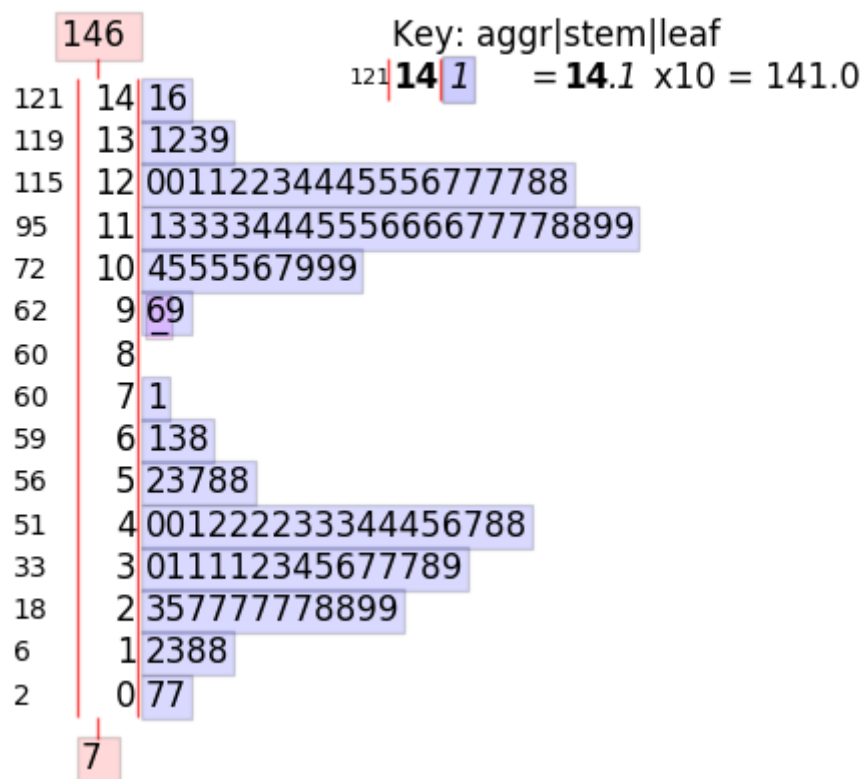 146 Key: aggr|stem|leaf
121 14 1 = 14.1 x10 = 141.0
121 14 16
119 13 1239
115 12 00112234445556777788
95 11 13333444555666677778899
72 10 4555567999
62 9 69
60 8
60 7 1
59 6 138
56 5 23788
51 4 001222233344456788
33 3 011112345677789
18 2 357777778899
6 1 2388
2 0 77
7